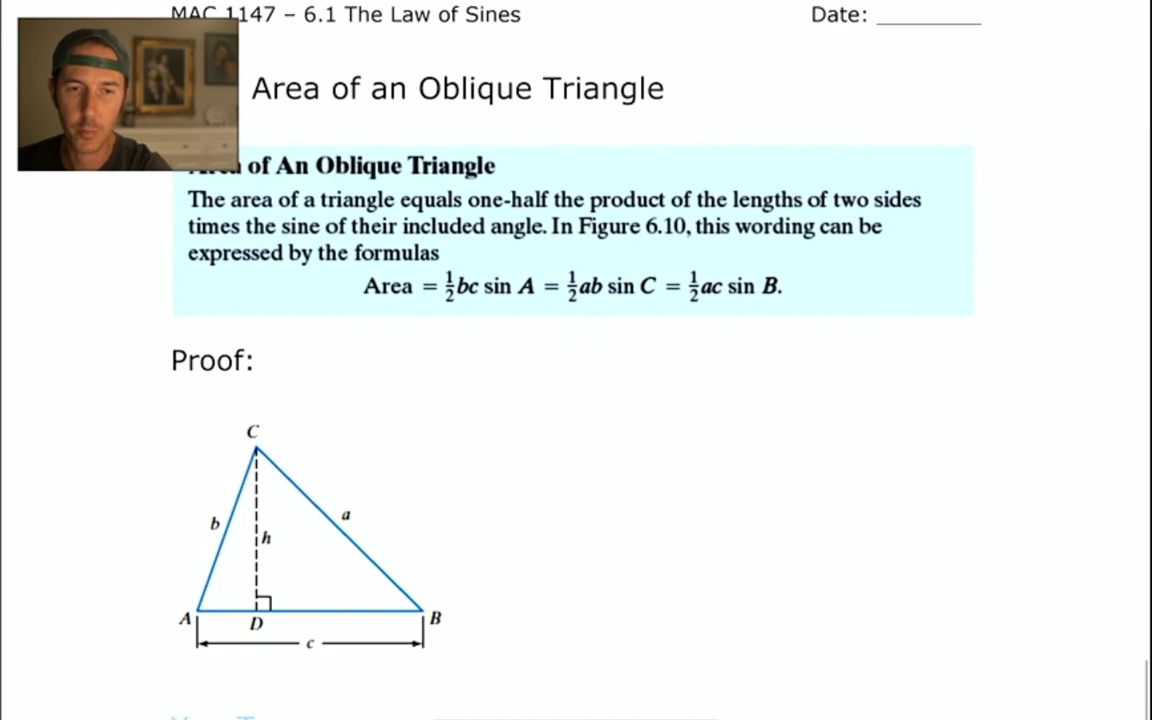 MAC 1147 – 6.1 The Law of Sines Date: __________
Area of an Oblique Triangle
of An Oblique Triangle
The area of a triangle equals one-half the product of the lengths of two sides
times the sine of their included angle. In Figure 6.10, this wording can be
expressed by the formulas
Area = ½bc sin A = ½ab sin C = ½ac sin B.
Proof:
C
b
a
h
A
D
B
c